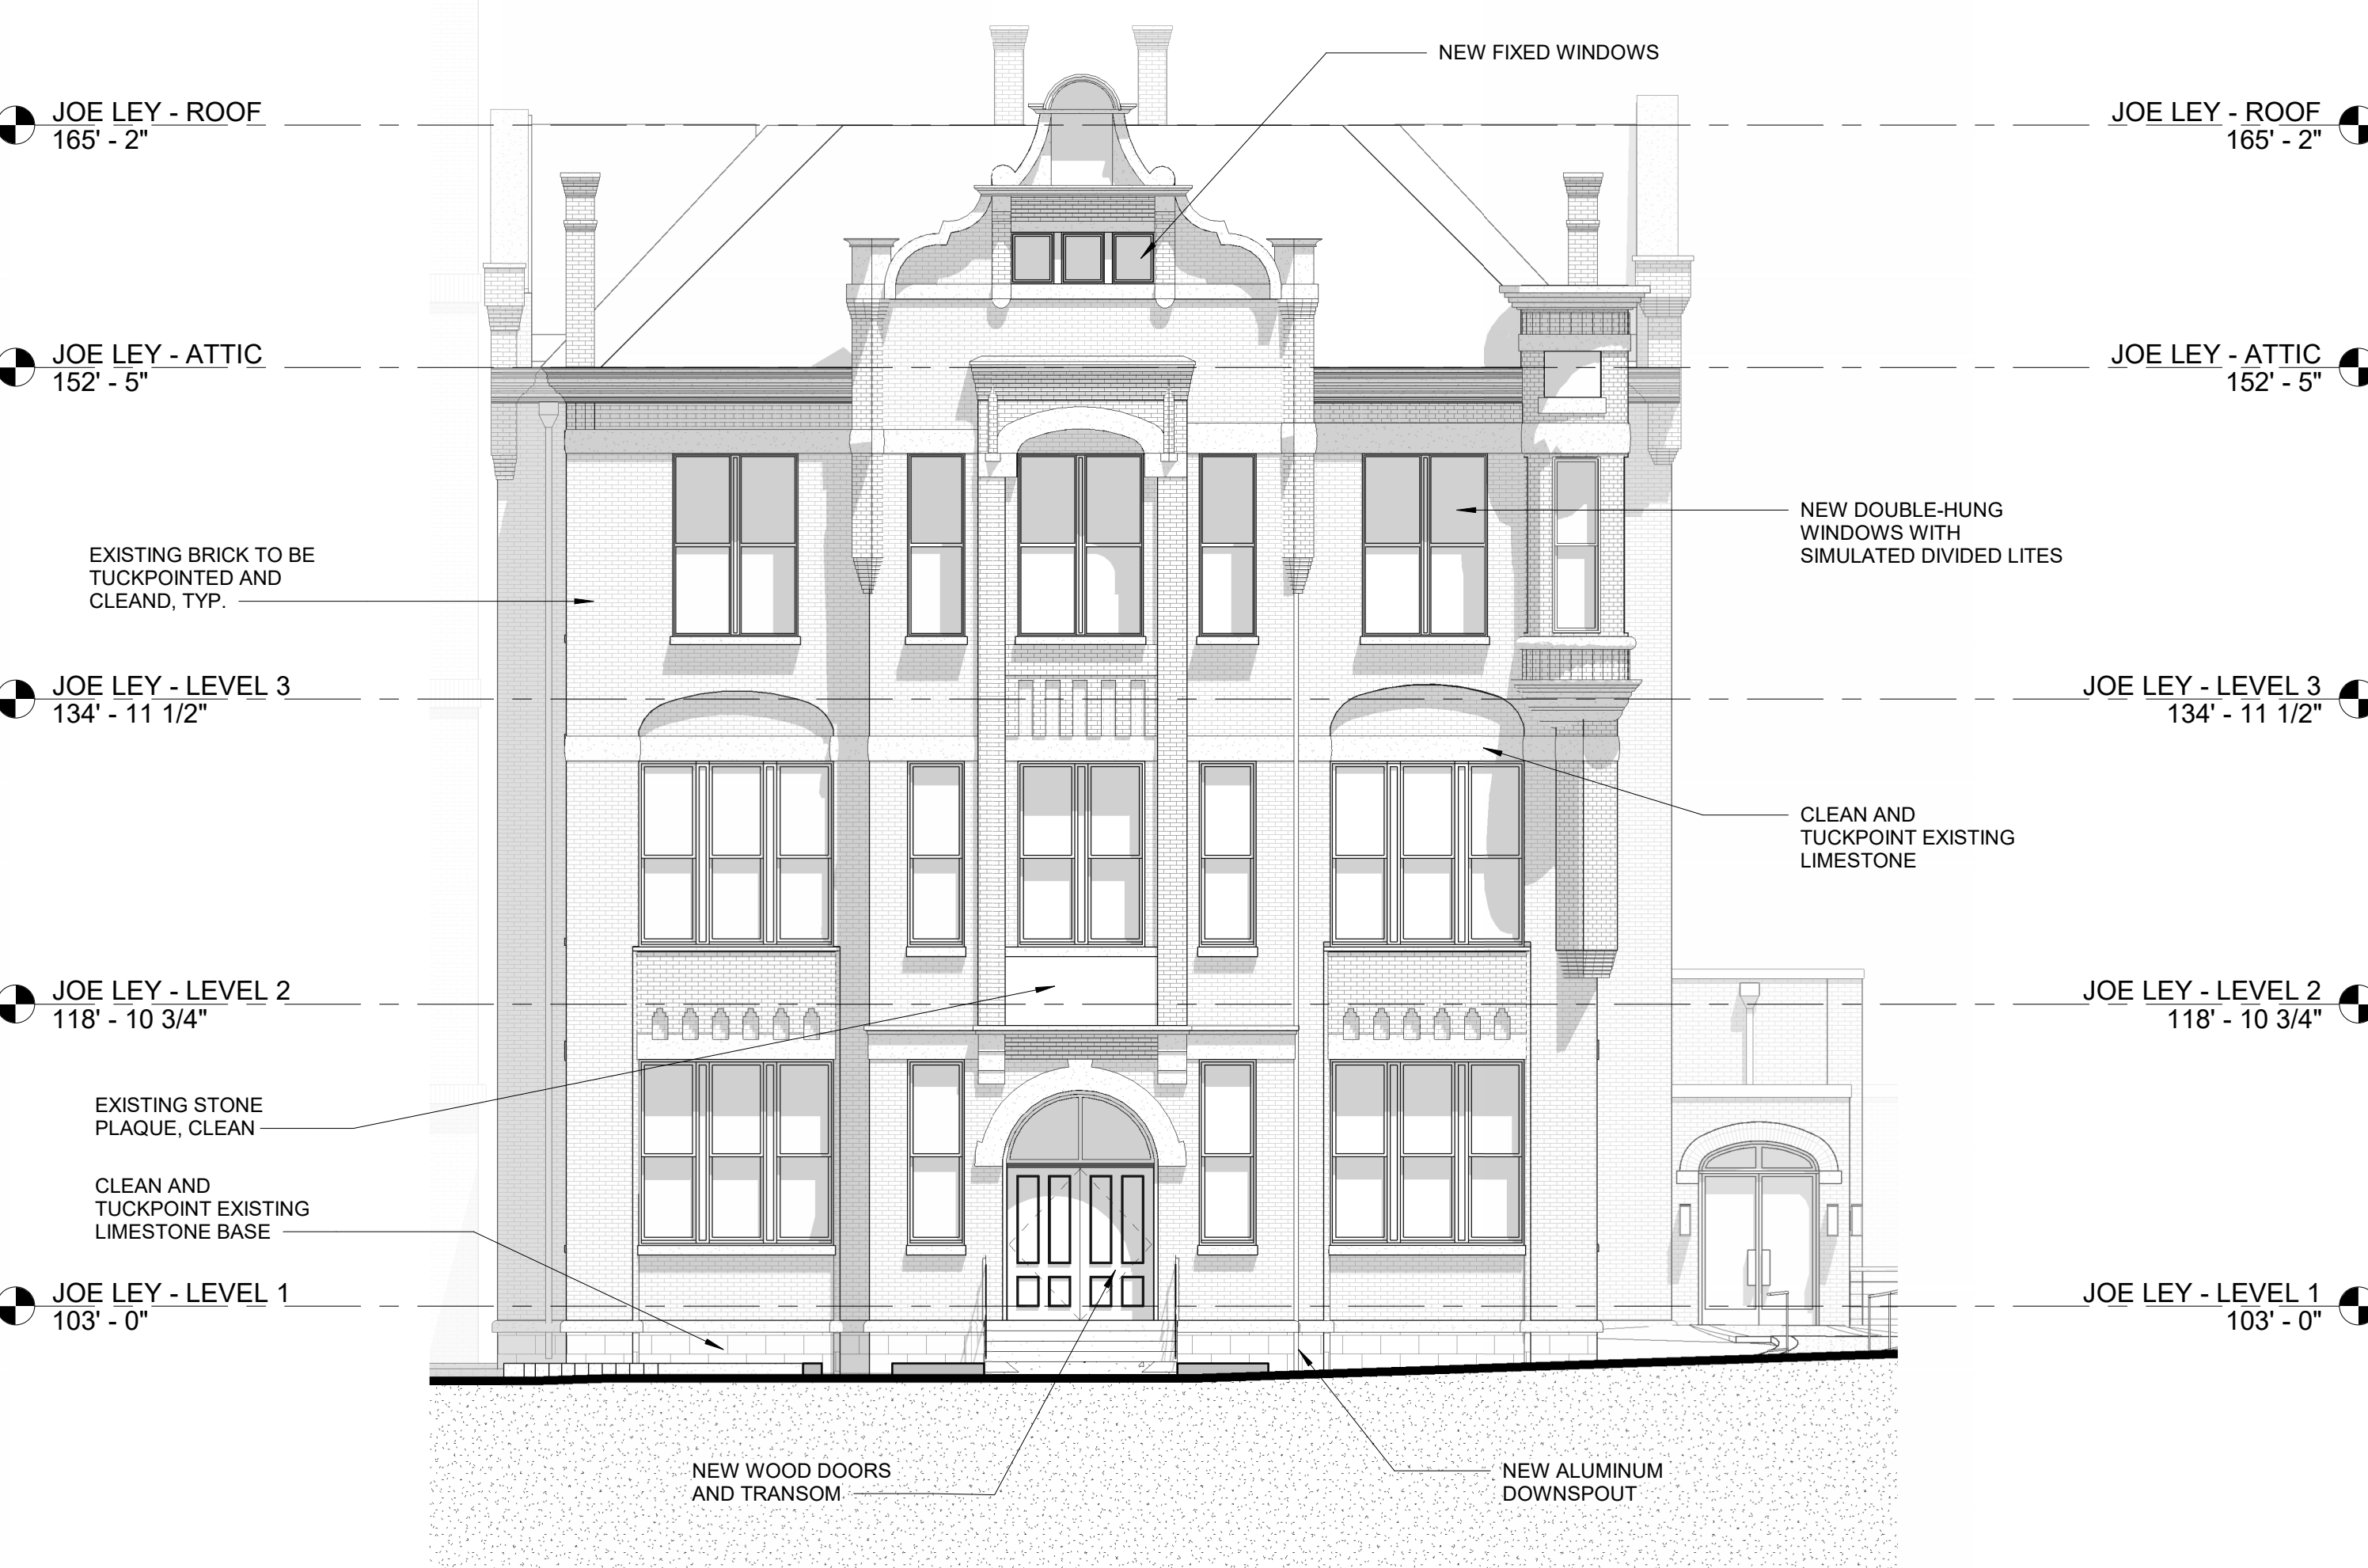 NEW FIXED WINDOWS
JOE LEY - ROOF
165' - 2"
JOE LEY - ROOF
165' - 2"
JOE LEY - ATTIC
152' - 5"
JOE LEY - ATTIC
152' - 5"
NEW DOUBLE-HUNG
WINDOWS WITH
SIMULATED DIVIDED LITES
EXISTING BRICK TO BE
TUCKPOINTED AND
CLEAND, TYP.
JOE LEY - LEVEL 3
134' - 11 1/2"
JOE LEY - LEVEL 3
134' - 11 1/2"
CLEAN AND
TUCKPOINT EXISTING
LIMESTONE
JOE LEY - LEVEL 2
118' - 10 3/4"
JOE LEY - LEVEL 2
118' - 10 3/4"
EXISTING STONE
PLAQUE, CLEAN
CLEAN AND
TUCKPOINT EXISTING
LIMESTONE BASE
JOE LEY - LEVEL 1
103' - 0"
JOE LEY - LEVEL 1
103' - 0"
NEW WOOD DOORS
AND TRANSOM
NEW ALUMINUM
DOWNSPOUT